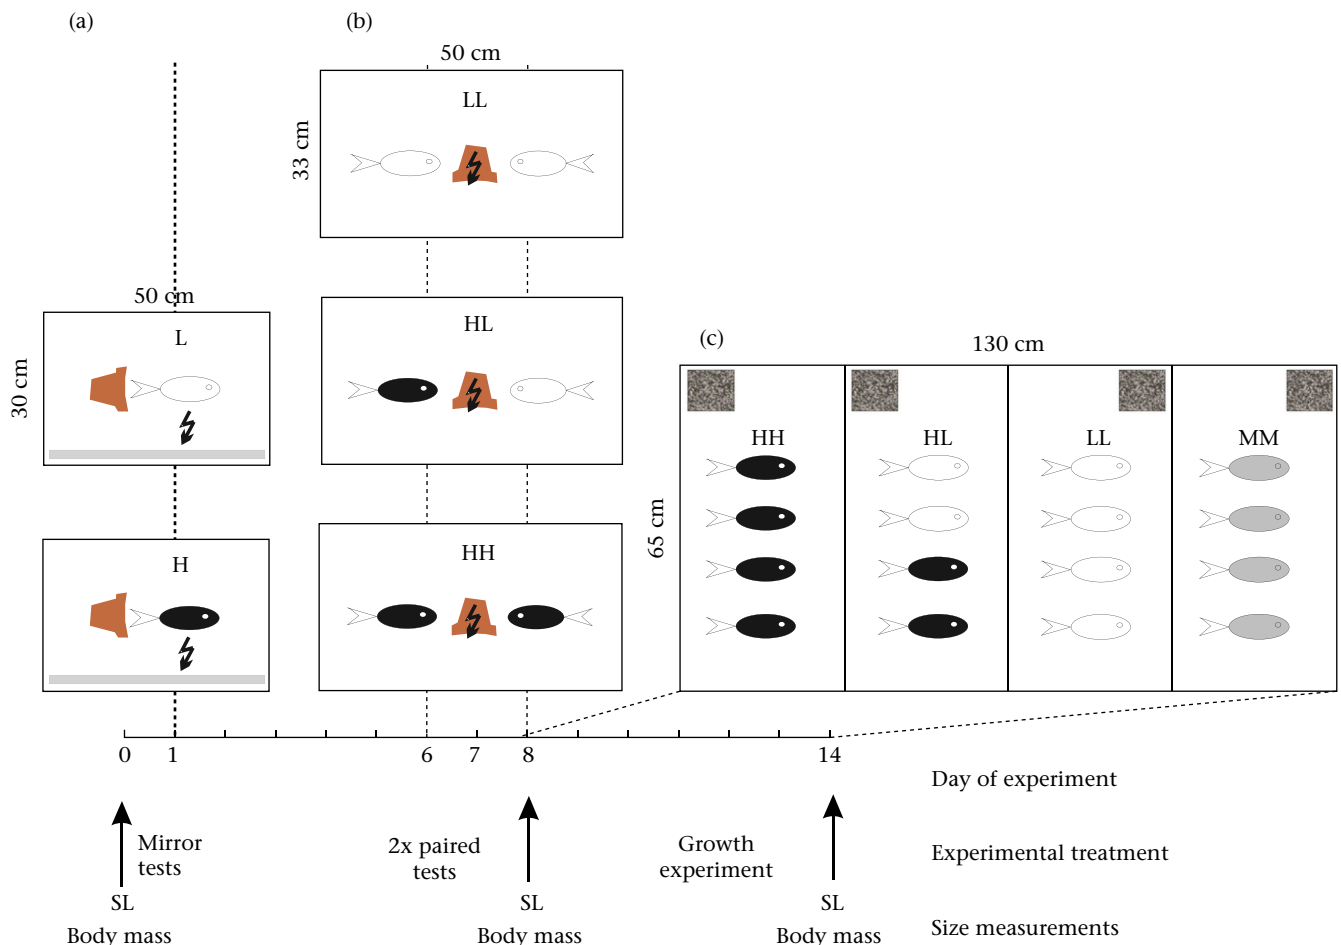 (a)
(b)
50 cm
LL
33 cm
50 cm
L
30 cm
HL
(c)
130 cm
HH
HL
LL
MM
65 cm
H
HH
0
1
6
7
8
14
Day of experiment
Mirror
tests
2x paired
tests
Growth
experiment
Experimental treatment
SL
Body mass
SL
Body mass
SL
Body mass
Size measurements